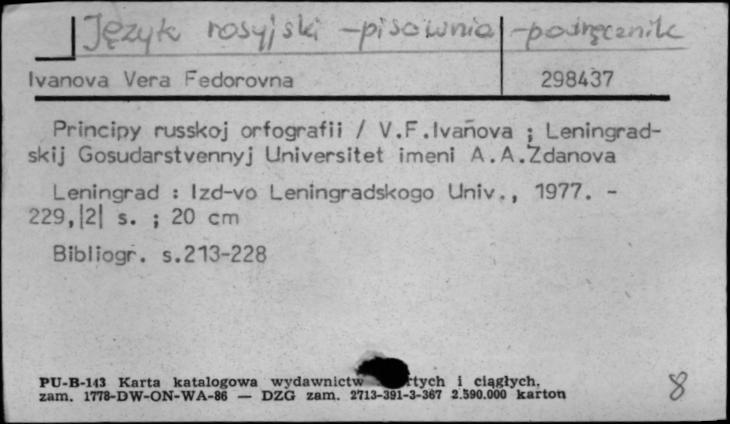 Język rosyjski - pisownia - podręcznik
Ivanova Vera Fedorovna 298437
Principy russkoj orfografii / V.F.Ivanova ; Leningrad-
skij Gosudarstvennyj Universitet imeni A.A.Ždanova
Leningrad : Izd-vo Leningradskogo Univ., 1977. -
229,|2| s. ; 20 cm
Bibliogr. s.213-228
PU-B-143 Karta katalogowa wydawnictw rtych i ciągłych.
zam. 1778-DW-ON-WA-86 — DZG zam. 2713-391-3-367 2.590.000 karton
8